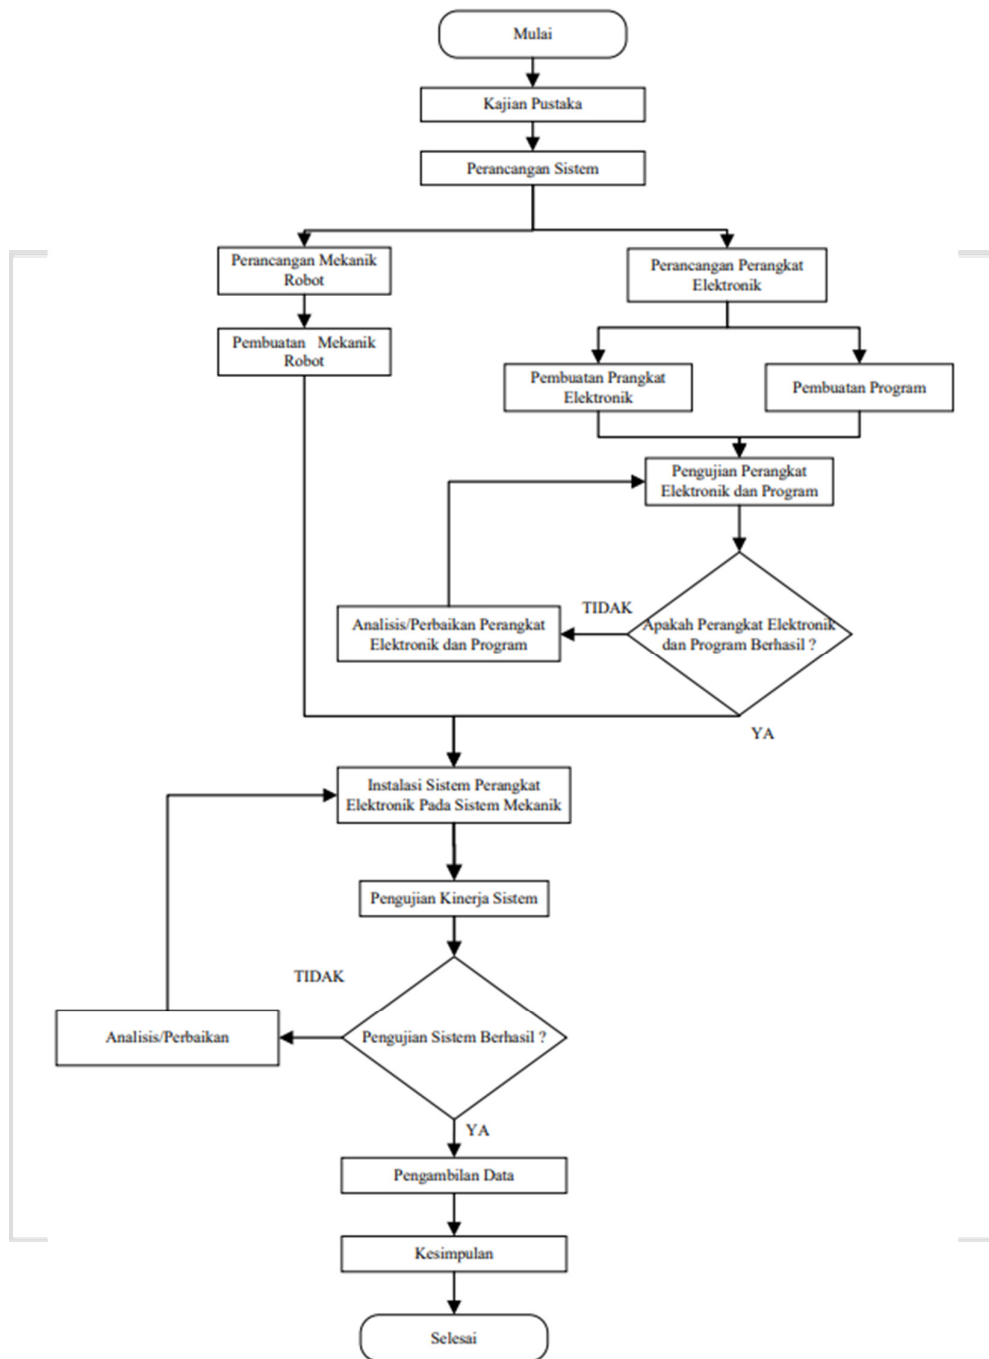 Mulai
Kajian Pustaka
Perancangan Sistem
Perancangan Mekanik
Robot
Perancangan Perangkat
Elektronik
Pembuatan Mekanik
Robot
Pembuatan Prangkat
Elektronik
Pembuatan Program
Pengujian Perangkat
Elektronik dan Program
TIDAK
Analisis/Perbaikan Perangkat
Elektronik dan Program
Apakah Perangkat Elektronik
dan Program Berhasil ?
YA
Instalasi Sistem Perangkat
Elektronik Pada Sistem Mekanik
Pengujian Kinerja Sistem
TIDAK
Analisis/Perbaikan
Pengujian Sistem Berhasil ?
YA
Pengambilan Data
Kesimpulan
Selesai